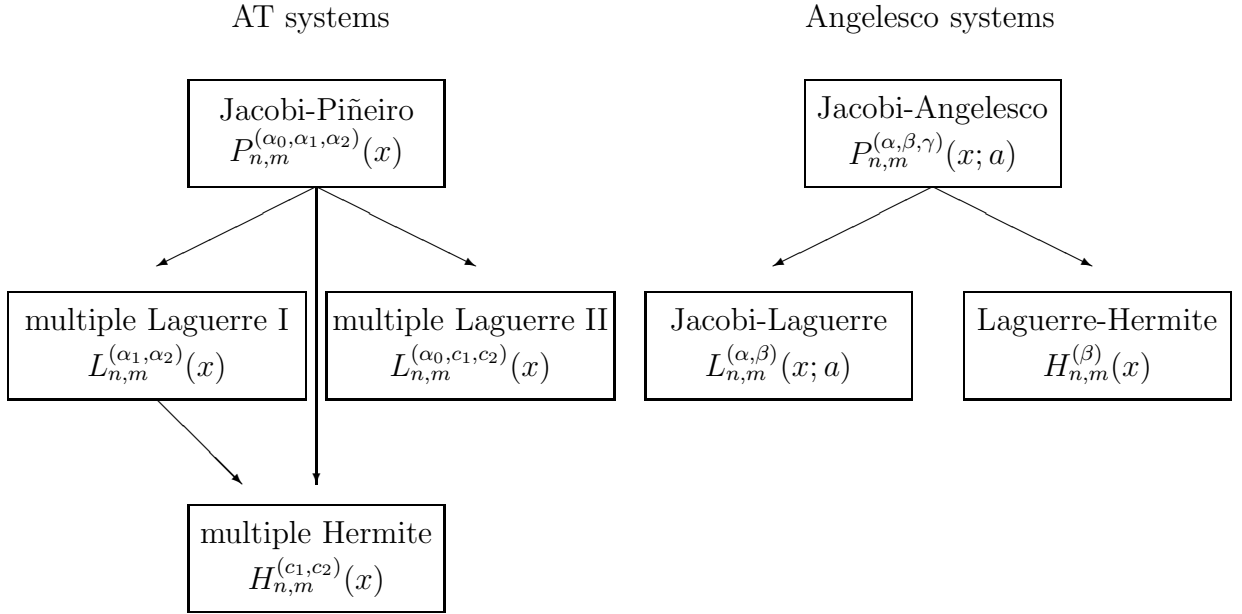 AT systems
Angelesco systems
Jacobi-Piñeiro
P_{n,m}^{(α_0,α_1,α_2)}(x)
Jacobi-Angelesco
P_{n,m}^{(α,β,γ)}(x; a)
multiple Laguerre I
L_{n,m}^{(α_1,α_2)}(x)
multiple Laguerre II
L_{n,m}^{(α_0,c_1,c_2)}(x)
Jacobi-Laguerre
L_{n,m}^{(α,β)}(x; a)
Laguerre-Hermite
H_{n,m}^{(β)}(x)
multiple Hermite
H_{n,m}^{(c_1,c_2)}(x)